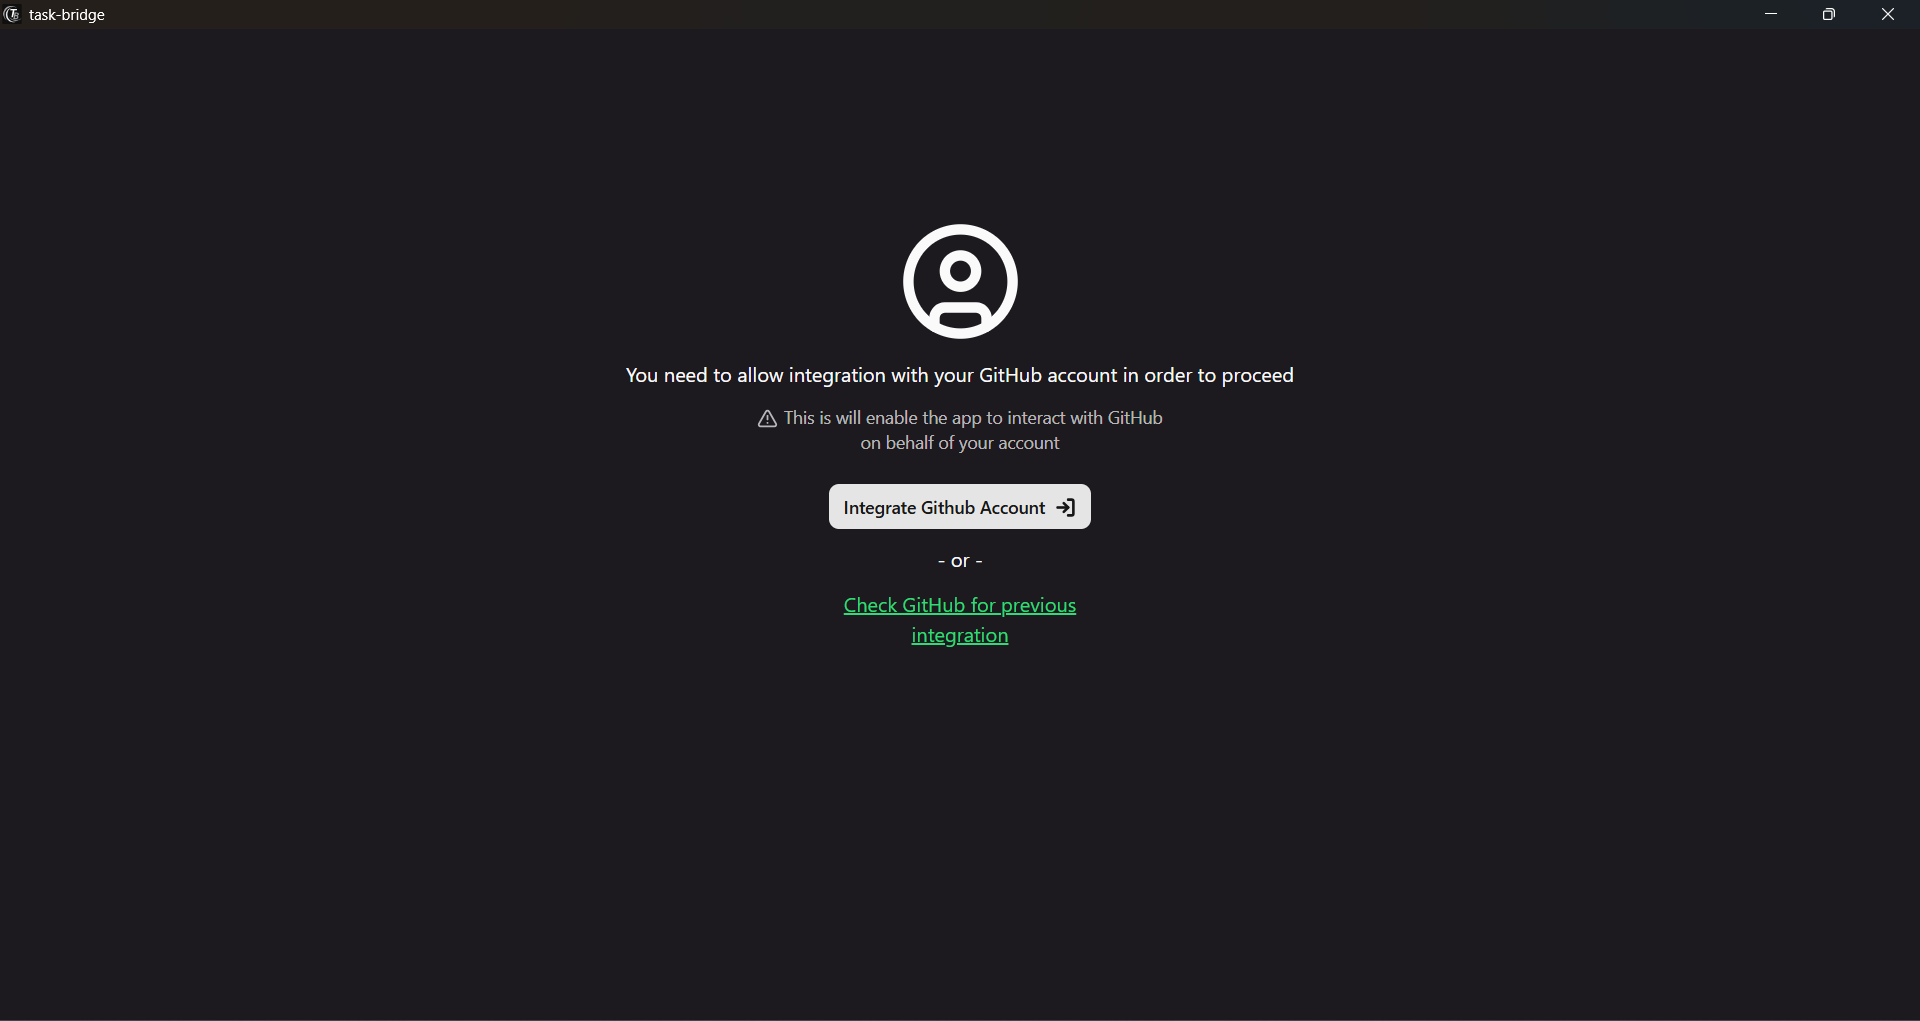 task-bridge
You need to allow integration with your GitHub account in order to proceed
This is will enable the app to interact with GitHub
on behalf of your account
Integrate Github Account
- or -
Check GitHub for previous
integration